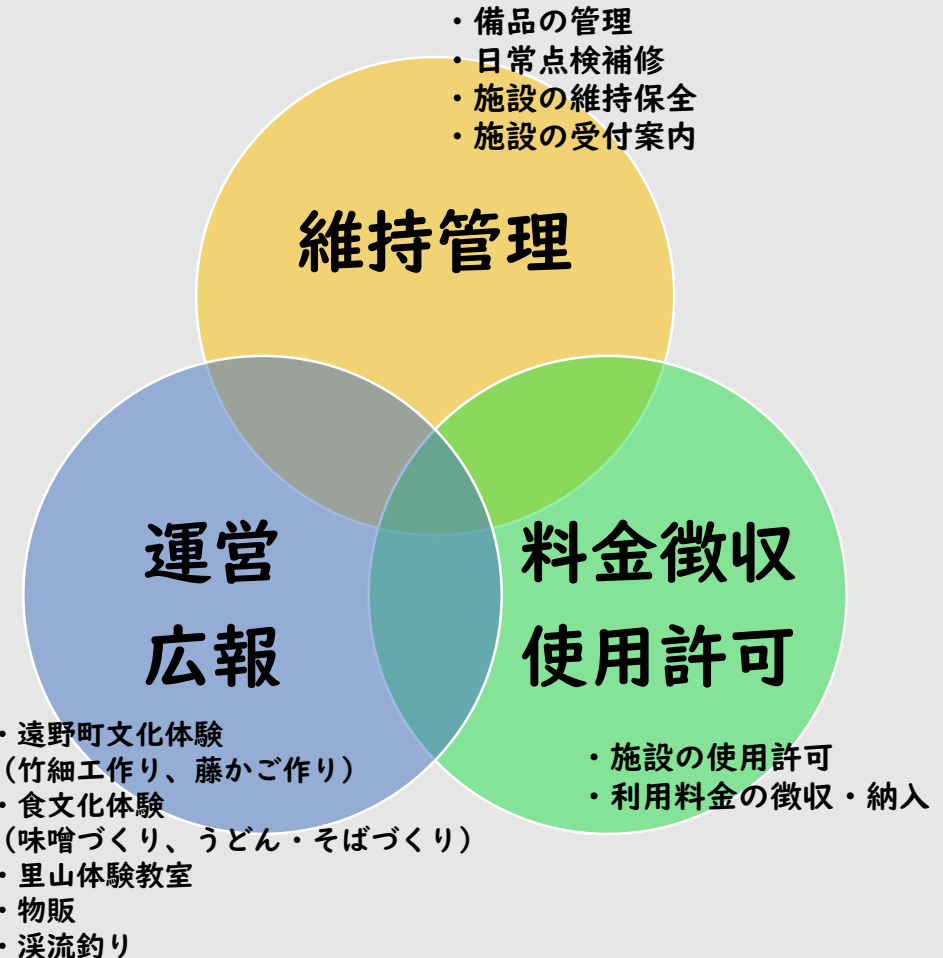 ・備品の管理
・日常点検補修
・施設の維持保全
・施設の受付案内
維持管理
運営
広報
料金徴収
使用許可
・遠野町文化体験
（竹細工作り、藤かご作り）
・食文化体験
（味噌づくり、うどん・そばづくり）
・里山体験教室
・物販
・渓流釣り
・施設の使用許可
・利用料金の徴収・納入